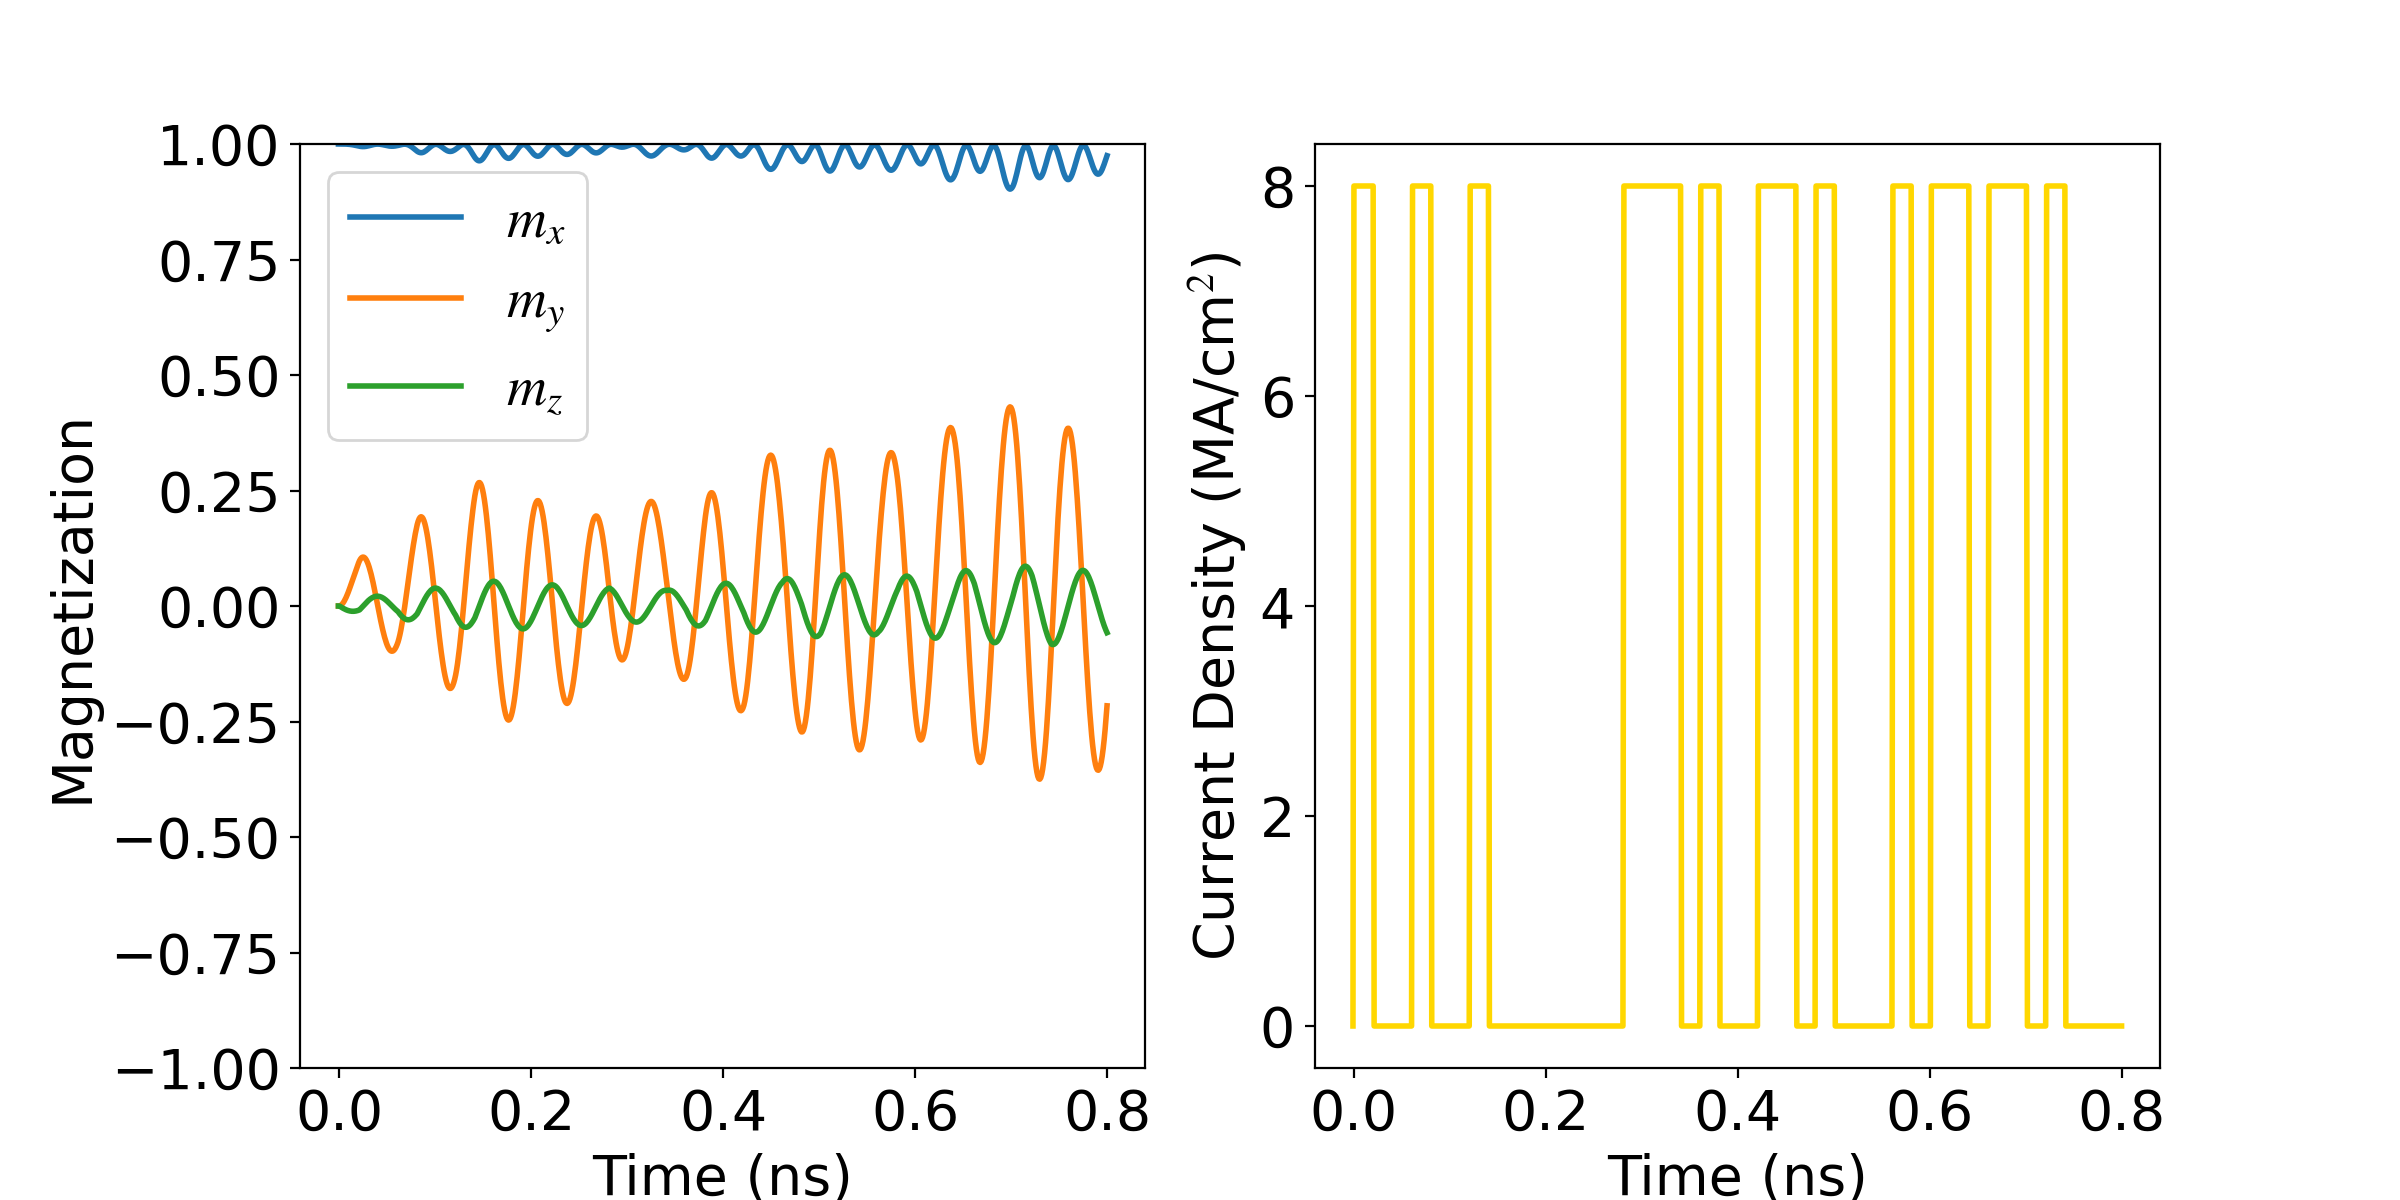 1.00
0.75
0.50
0.25
0.00
−0.25
−0.50
−0.75
−1.00
Magnetization
m_x
m_y
m_z
0.0 0.2 0.4 0.6 0.8
Time (ns)
8
6
4
2
0
Current Density (MA/cm²)
0.0 0.2 0.4 0.6 0.8
Time (ns)